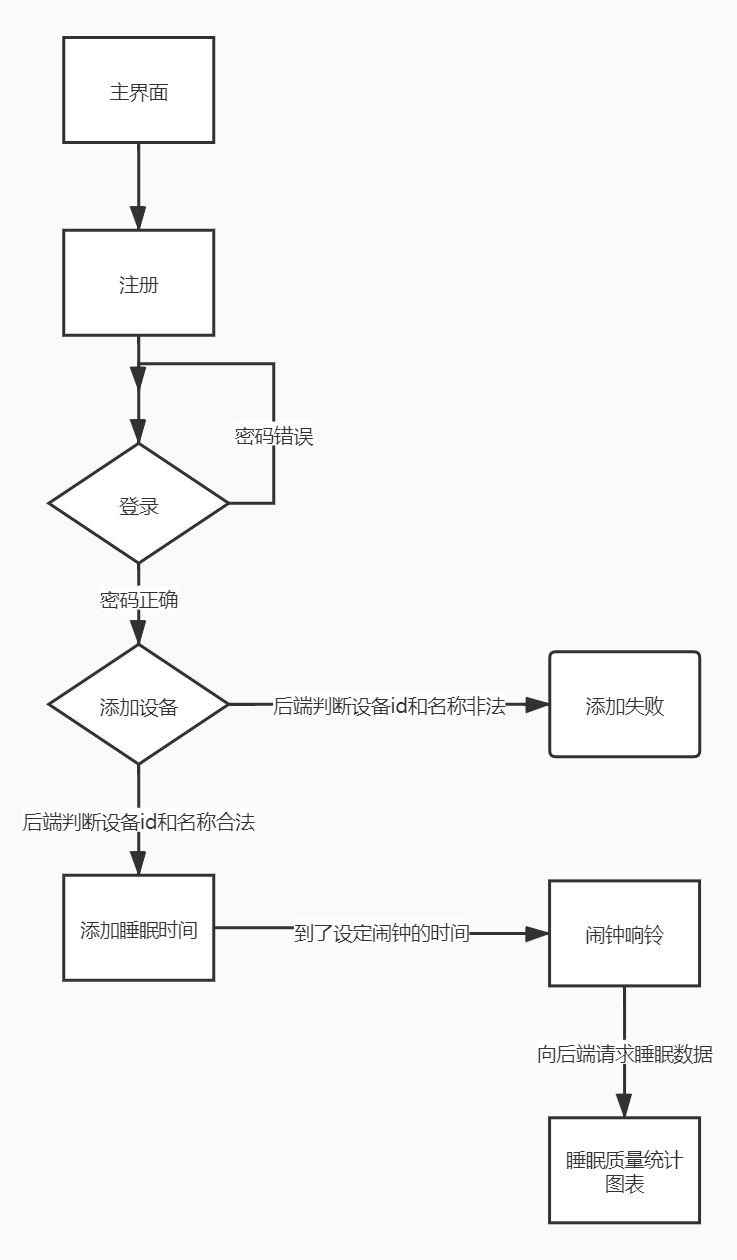 主界面
注册
密码错误
登录
密码正确
添加设备
后端判断设备id和名称非法
添加失败
后端判断设备id和名称合法
添加睡眠时间
到了设定闹钟的时间
闹钟响铃
向后端请求睡眠数据
睡眠质量统计
图表